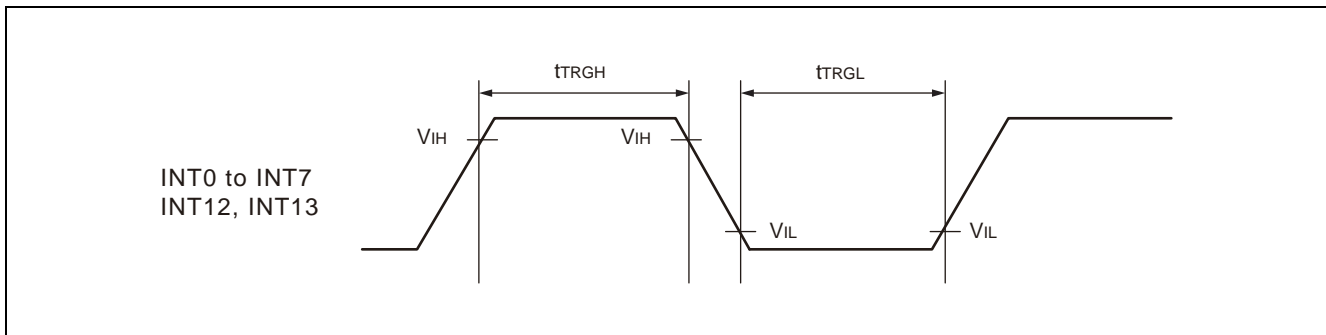 tTRGH
tTRGL
VIH
VIH
INT0 to INT7
INT12, INT13
VIL
VIL